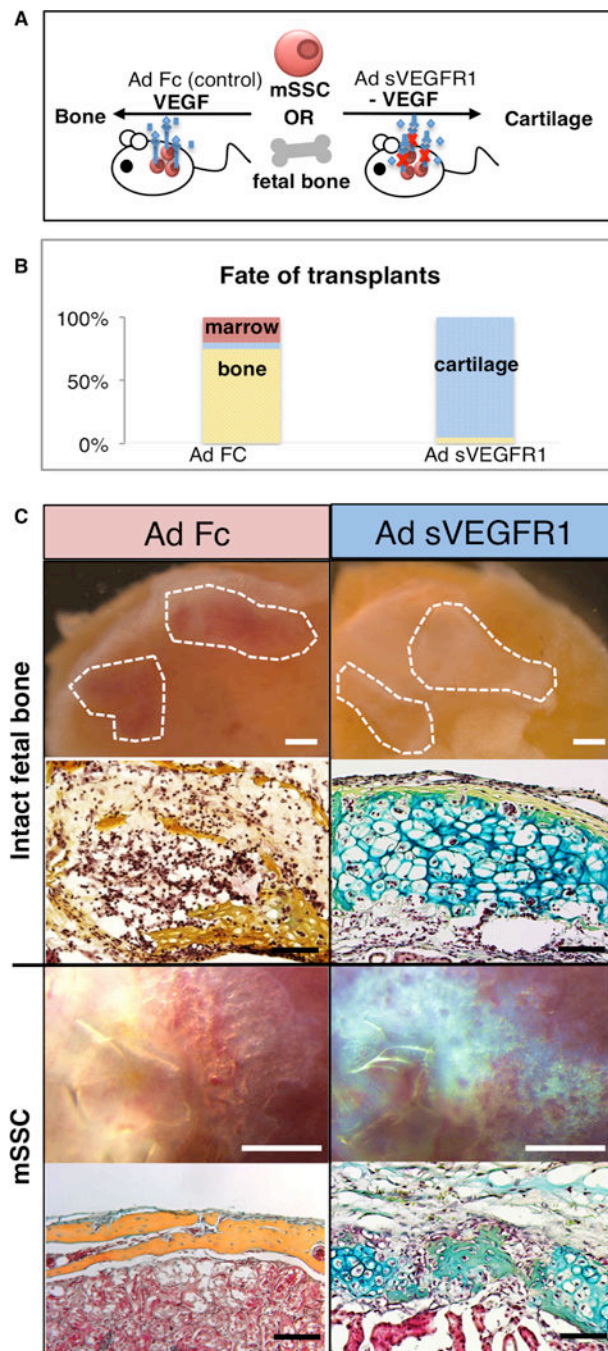 A
Ad Fc (control)
VEGF
Bone
mSSC
OR
fetal bone
Ad sVEGFR1
- VEGF
Cartilage
B
Fate of transplants
100%
50%
0%
marrow
bone
cartilage
Ad FC
Ad sVEGFR1
C
Ad Fc
Ad sVEGFR1
Intact fetal bone
mSSC